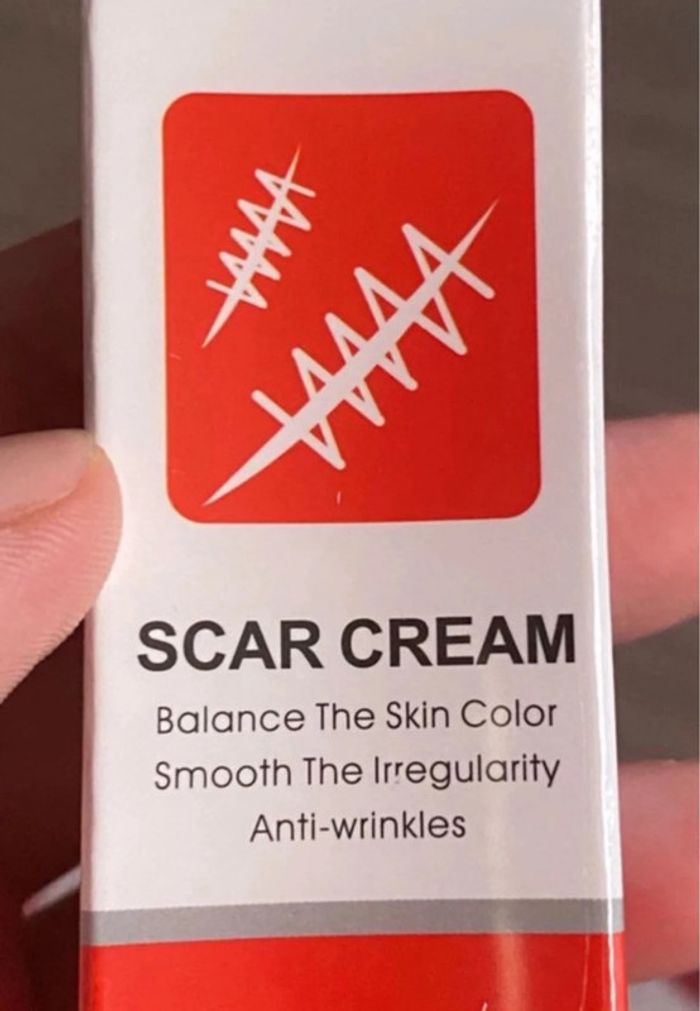 SCAR CREAM
Balance The Skin Color
Smooth The Irregularity
Anti-wrinkles